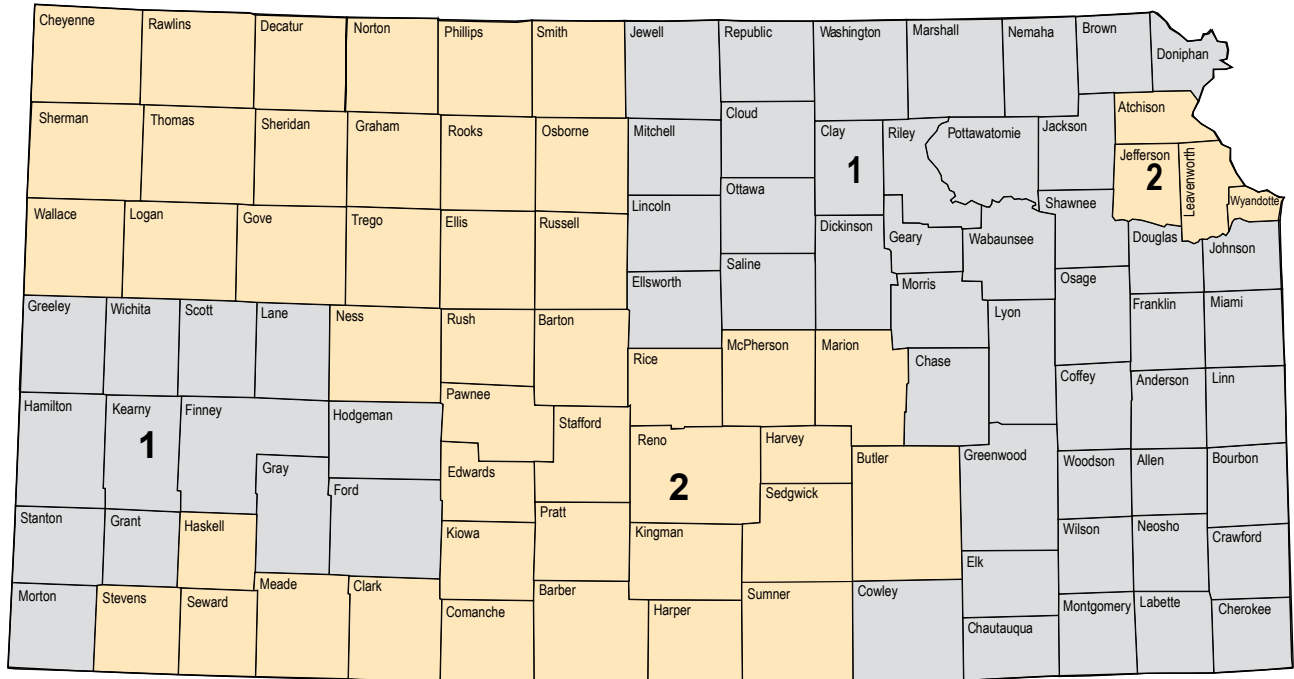 Cheyenne
Rawlins
Decatur
Norton
Phillips
Smith
Jewell
Republic
Washington
Marshall
Nemaha
Brown
Doniphan
Sherman
Thomas
Sheridan
Graham
Rooks
Osborne
Mitchell
Cloud
Clay
Riley
Pottawatomie
Jackson
Atchison
1
Jefferson
2
Leavenworth
Wyandotte
Wallace
Logan
Gove
Trego
Ellis
Russell
Lincoln
Ottawa
Dickinson
Geary
Wabaunsee
Shawnee
Douglas
Johnson
Greeley
Wichita
Scott
Lane
Ness
Rush
Barton
Ellsworth
Saline
Morris
Lyon
Osage
Franklin
Miami
Rice
McPherson
Marion
Chase
Coffey
Anderson
Linn
Hamilton
Kearny
1
Finney
Hodgeman
Pawnee
Stafford
Reno
2
Harvey
Butler
Greenwood
Woodson
Allen
Bourbon
Gray
Ford
Edwards
Sedgwick
Stanton
Grant
Haskell
Kiowa
Pratt
Kingman
Wilson
Neosho
Crawford
Elk
Morton
Stevens
Seward
Meade
Clark
Comanche
Barber
Harper
Sumner
Cowley
Chautauqua
Montgomery
Labette
Cherokee